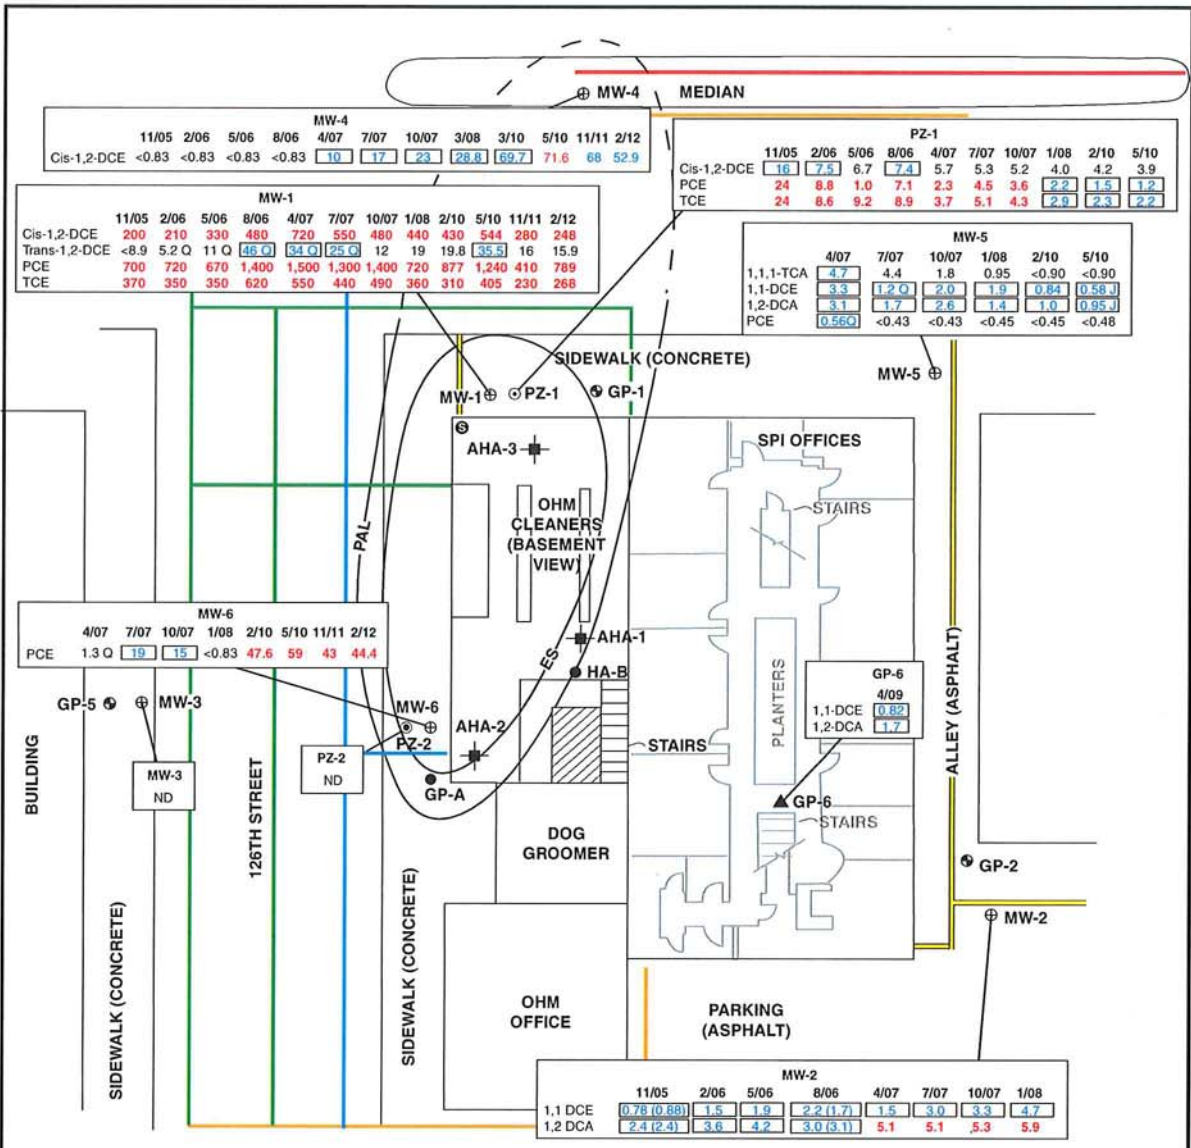 MW-4 MEDIAN
MW-4
11/05 2/06 5/06 8/06 4/07 7/07 10/07 3/08 3/10 5/10 11/11 2/12
Cis-1,2-DCE <0.83 <0.83 <0.83 <0.83 10 17 23 28.8 69.7 71.6 68 52.9
PZ-1
11/05 2/06 5/06 8/06 4/07 7/07 10/07 1/08 2/10 5/10
Cis-1,2-DCE 16 7.5 6.7 7.4 5.7 5.3 5.2 4.0 4.2 3.9
PCE 24 8.8 1.0 7.1 2.3 4.5 3.6 2.2 1.5 1.2
TCE 24 8.6 9.2 8.9 3.7 5.1 4.3 2.9 2.3 2.2
MW-1
11/05 2/06 5/06 8/06 4/07 7/07 10/07 1/08 2/10 5/10 11/11 2/12
Cis-1,2-DCE 200 210 330 480 720 550 480 440 430 544 280 248
Trans-1,2-DCE <8.9 5.2 Q 11 Q 46 Q 34 Q 25 Q 12 19 19.8 35.5 16 15.9
PCE 700 720 670 1,400 1,500 1,300 1,400 720 877 1,240 410 789
TCE 370 350 350 620 550 440 490 360 310 405 230 268
MW-5
4/07 7/07 10/07 1/08 2/10 5/10
1,1,1-TCA 4.7 4.4 1.8 0.95 <0.90 <0.90
1,1-DCE 3.3 1.2 Q 2.0 1.9 0.84 0.58 J
1,2-DCA 3.1 1.7 2.6 1.4 1.0 0.95 J
PCE 0.56Q <0.43 <0.43 <0.45 <0.45 <0.48
SIDEWALK (CONCRETE)
MW-5
MW-1 PZ-1 GP-1
S
AHA-3
SPI OFFICES
STAIRS
OHM
CLEANERS
(BASEMENT
VIEW)
PAL
MW-6
4/07 7/07 10/07 1/08 2/10 5/10 11/11 2/12
PCE 1.3 Q 19 15 <0.83 47.6 59 43 44.4
AHA-1
ES
HA-B
GP-6
4/09
1,1-DCE 0.82
1,2-DCA 1.7
PLANTERS
ALLEY (ASPHALT)
GP-5 MW-3
MW-6
PZ-2
AHA-2
STAIRS
MW-3
ND
PZ-2
ND
GP-A
GP-6
STAIRS
BUILDING
126TH STREET
DOG
GROOMER
GP-2
MW-2
SIDEWALK (CONCRETE)
SIDEWALK (CONCRETE)
OHM
OFFICE
PARKING
(ASPHALT)
MW-2
11/05 2/06 5/06 8/06 4/07 7/07 10/07 1/08
1,1 DCE 0.78 (0.88) 1.5 1.9 2.2 (1.7) 1.5 3.0 3.3 4.7
1,2 DCA 2.4 (2.4) 3.6 4.2 3.0 (3.1) 5.1 5.1 5.3 5.9